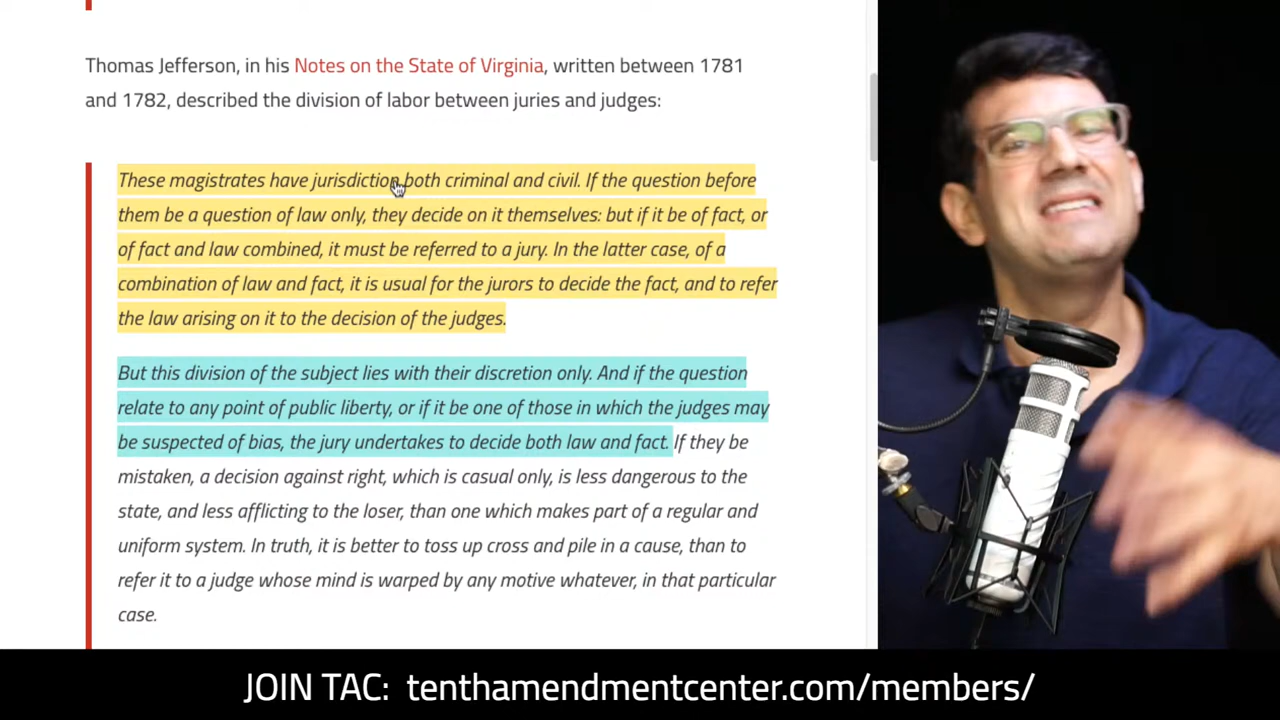 Thomas Jefferson, in his Notes on the State of Virginia, written between 1781
and 1782, described the division of labor between juries and judges:
These magistrates have jurisdiction both criminal and civil. If the question before
them be a question of law only, they decide on it themselves: but if it be of fact, or
of fact and law combined, it must be referred to a jury. In the latter case, of a
combination of law and fact, it is usual for the jurors to decide the fact, and to refer
the law arising on it to the decision of the judges.
But this division of the subject lies with their discretion only. And if the question
relate to any point of public liberty, or if it be one of those in which the judges may
be suspected of bias, the jury undertakes to decide both law and fact. If they be
mistaken, a decision against right, which is casual only, is less dangerous to the
state, and less afflicting to the loser, than one which makes part of a regular and
uniform system. In truth, it is better to toss up cross and pile in a cause, than to
refer it to a judge whose mind is warped by any motive whatever, in that particular
case.
JOIN TAC: tenthamendmentcenter.com/members/